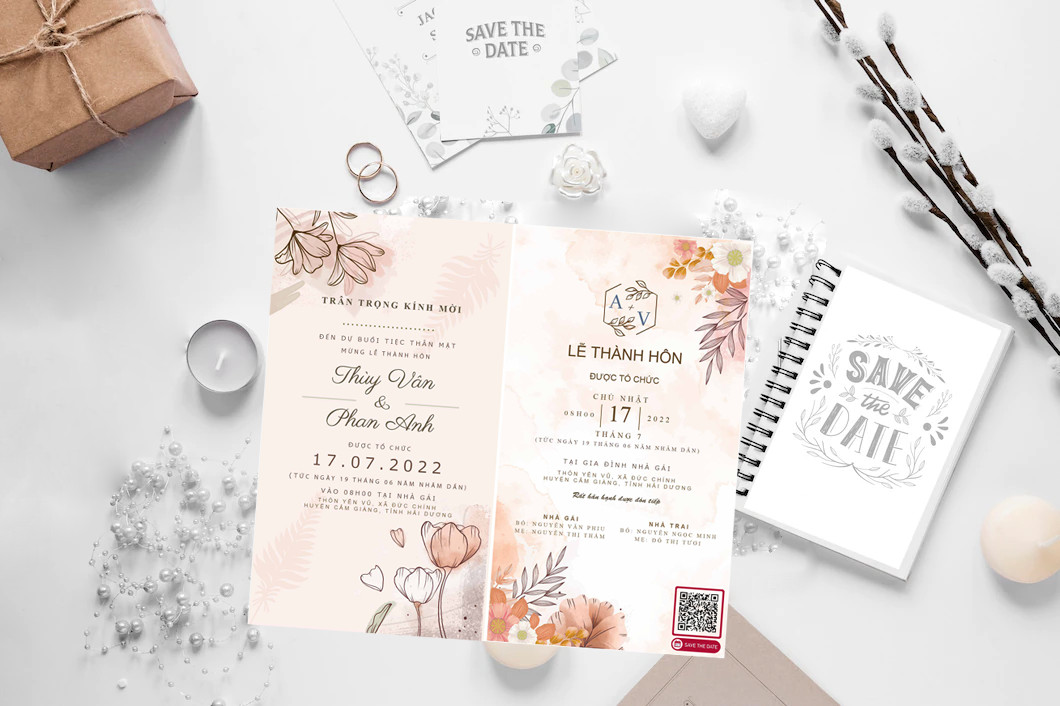 JA
S
SAVE THE
DATE
TRÂN TRỌNG KÍNH MỜI
ĐẾN DỰ BUỔI TIỆC THÂN MẬT
MỪNG LỄ THÀNH HÔN
Thùy Vân
&
Phan Anh
ĐƯỢC TỔ CHỨC
17.07.2022
(TỨC NGÀY 19 THÁNG 06 NĂM NHÂM DẦN)
VÀO 08H00 TẠI NHÀ GÁI
THÔN YÊN VŨ, XÃ ĐỨC CHÍNH
HUYỆN CẨM GIÀNG, TỈNH HẢI DƯƠNG
A + V
LỄ THÀNH HÔN
ĐƯỢC TỔ CHỨC
CHỦ NHẬT
08H00 | 17 | 2022
THÁNG 7
(TỨC NGÀY 19 THÁNG 06 NĂM NHÂM DẦN)
TẠI GIA ĐÌNH NHÀ GÁI
THÔN YÊN VŨ, XÃ ĐỨC CHÍNH
HUYỆN CẨM GIÀNG, TỈNH HẢI DƯƠNG
Rất hân hạnh được đón tiếp
NHÀ GÁI
BỐ: NGUYỄN VĂN PHIU
MẸ: NGUYỄN THỊ THẮM
NHÀ TRAI
BỐ: NGUYỄN NGỌC MINH
MẸ: ĐỖ THỊ TƯƠI
SAVE THE DATE
SAVE
the
DATE